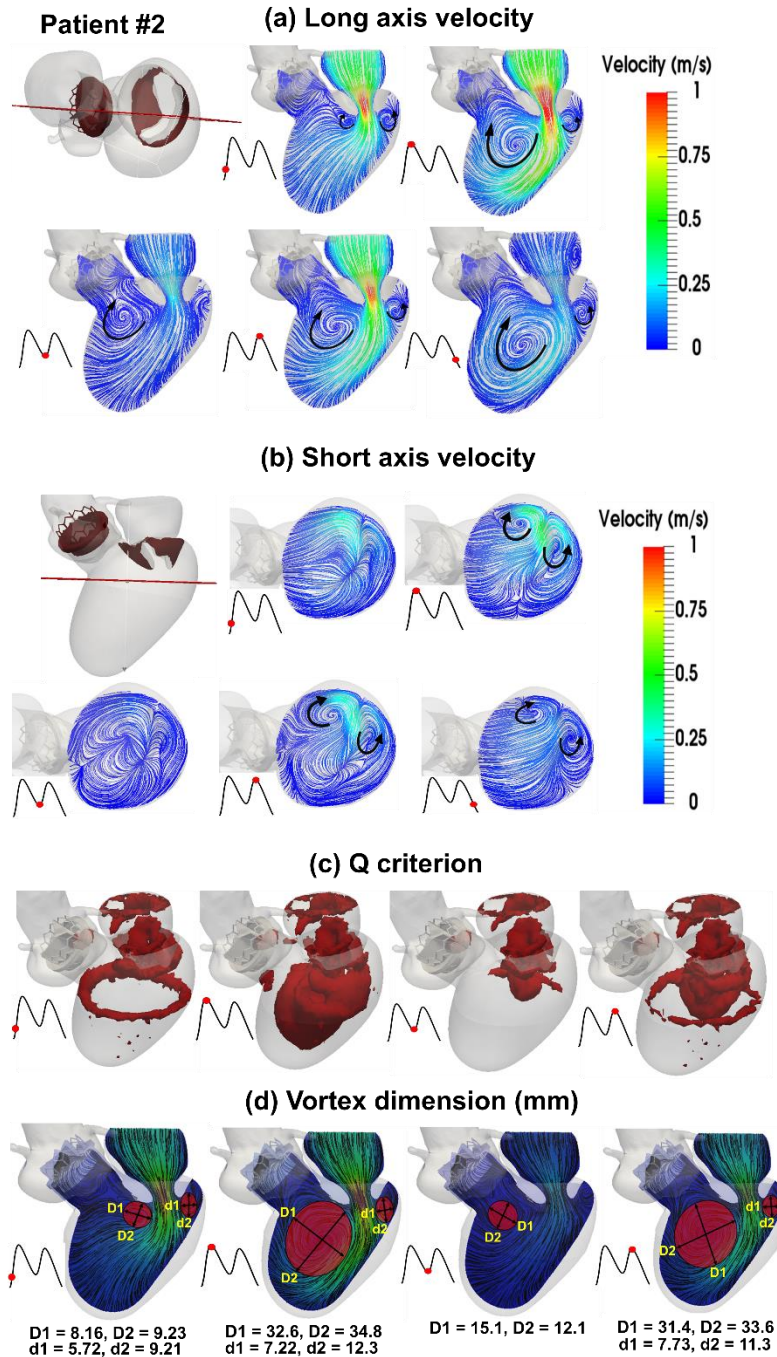 Patient #2
(a) Long axis velocity
Velocity (m/s)
1
0.75
0.5
0.25
0
(b) Short axis velocity
Velocity (m/s)
1
0.75
0.5
0.25
0
(c) Q criterion
(d) Vortex dimension (mm)
D1
D2
d1
d2
D1
D2
d1
d2
D1
D2
D2
D1
d1
d2
D1 = 8.16, D2 = 9.23
d1 = 5.72, d2 = 9.21
D1 = 32.6, D2 = 34.8
d1 = 7.22, d2 = 12.3
D1 = 15.1, D2 = 12.1
D1 = 31.4, D2 = 33.6
d1 = 7.73, d2 = 11.3